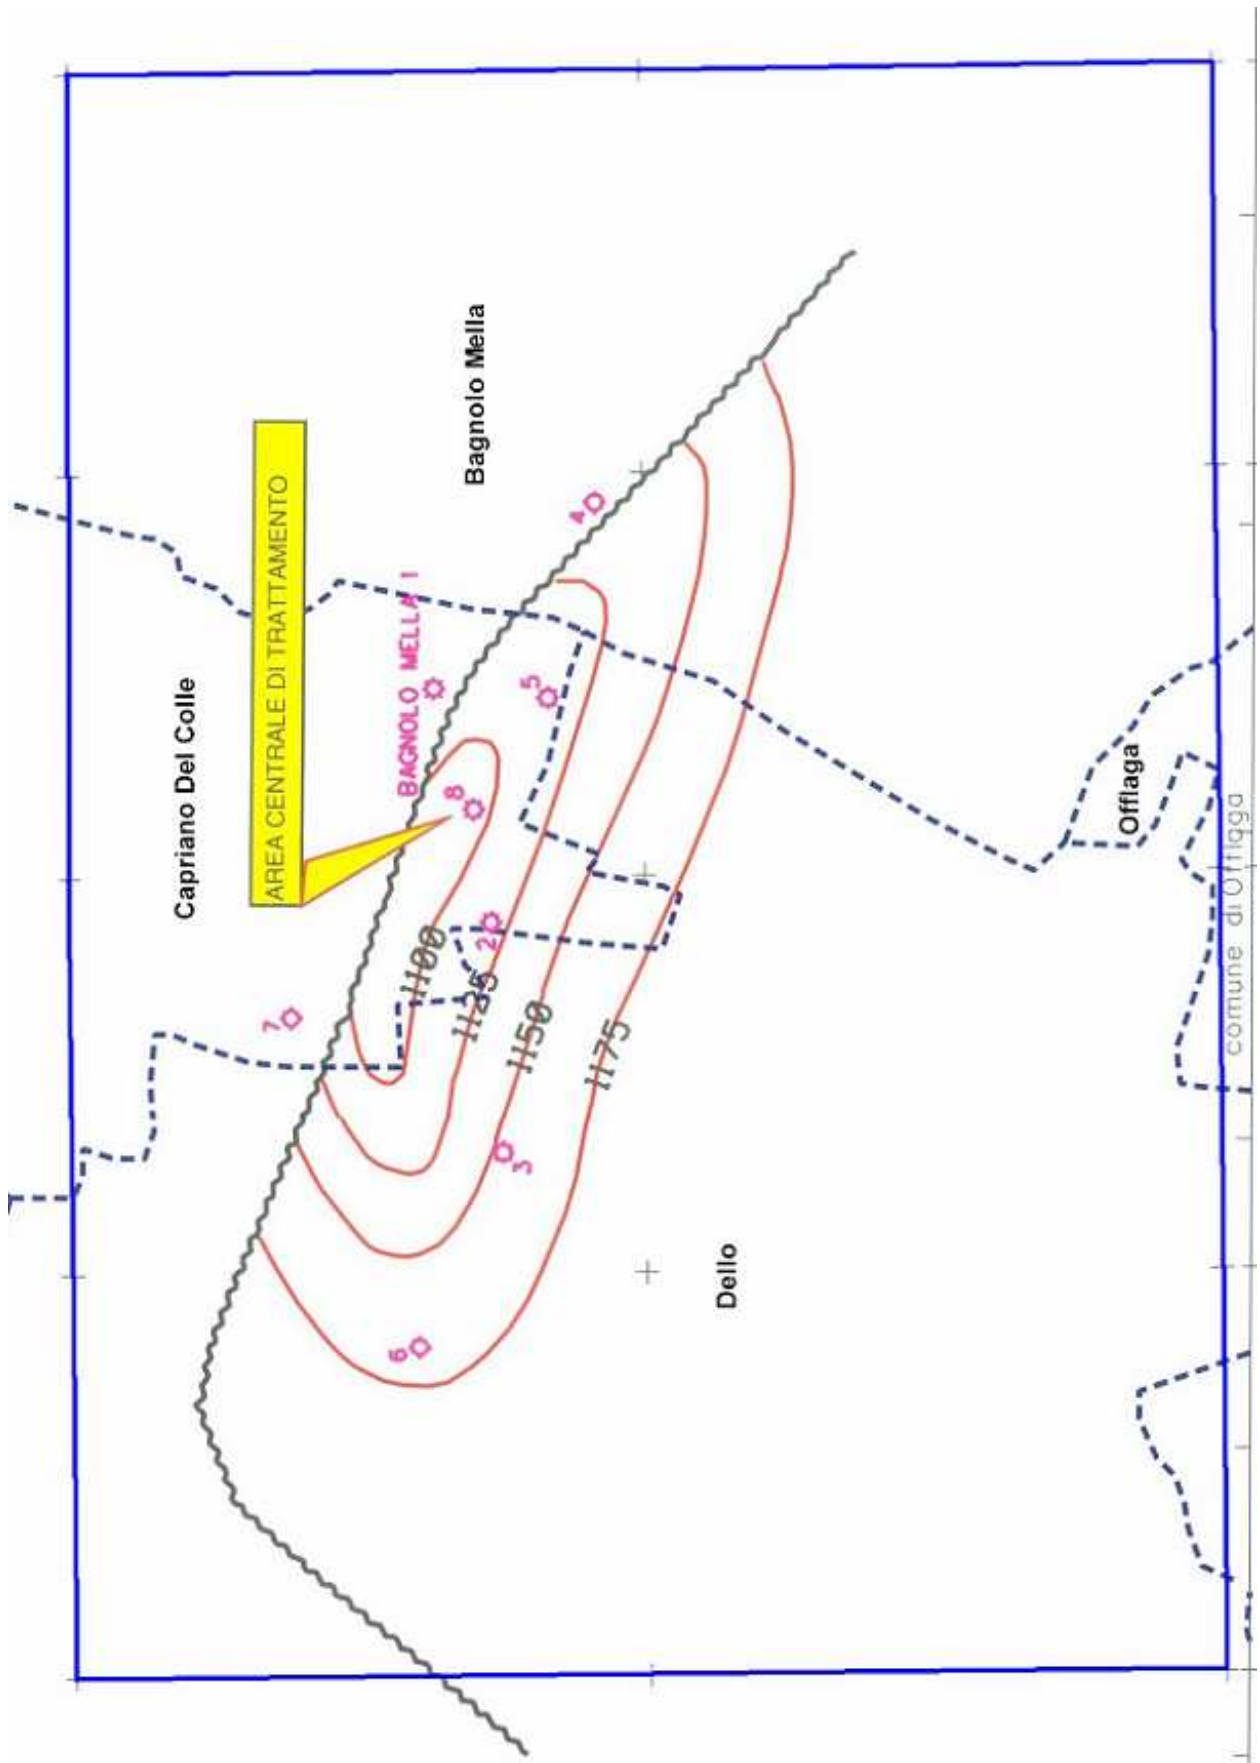 Capriano Del Colle
AREA CENTRALE DI TRATTAMENTO
Bagnolo Mella
BAGNOLO MELLA 1
7
8
5
4
2
3
6
1100
1125
1150
1175
Dello
Offlaga
comune di Offlaga